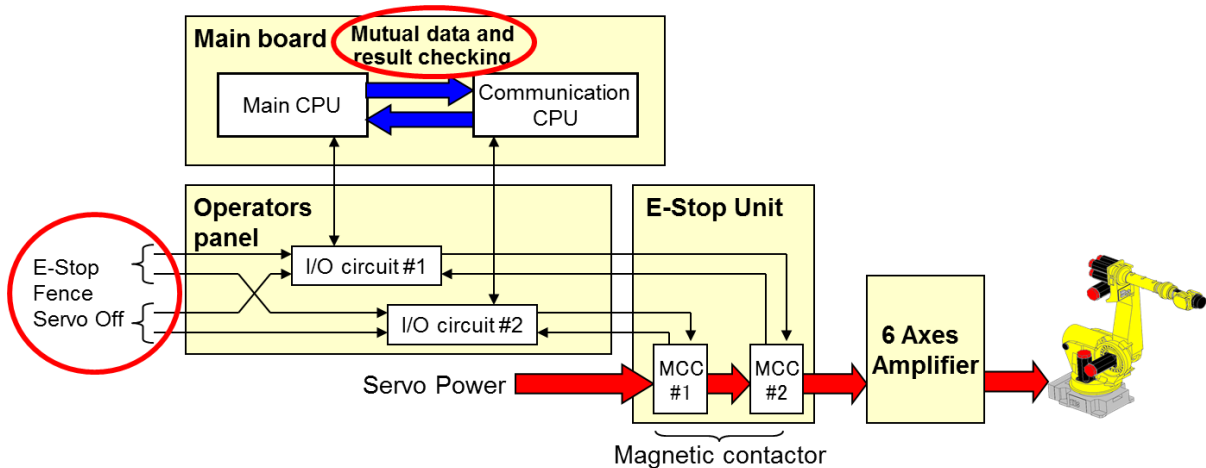 Main board
Mutual data and
result checking
Main CPU
Communication
CPU
Operators
panel
E-Stop Unit
E-Stop
Fence
Servo Off
I/O circuit #1
I/O circuit #2
6 Axes
Amplifier
Servo Power
MCC
#1
MCC
#2
Magnetic contactor